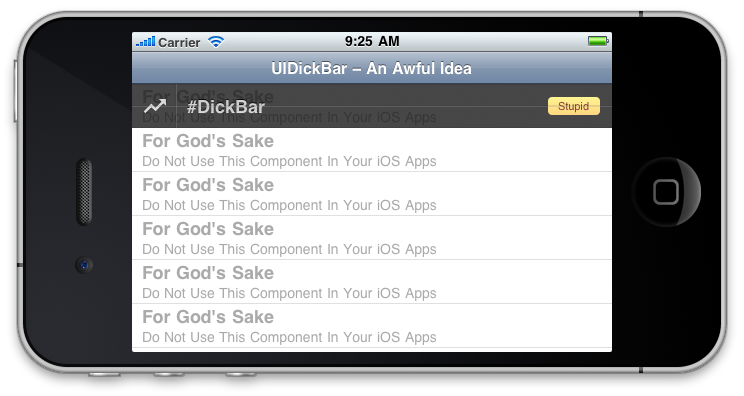 Carrier 9:25 AM
UIDickBar – An Awful Idea
For God's Sake
#DickBar Stupid
Do Not Use This Component In Your iOS Apps
For God's Sake
Do Not Use This Component In Your iOS Apps
For God's Sake
Do Not Use This Component In Your iOS Apps
For God's Sake
Do Not Use This Component In Your iOS Apps
For God's Sake
Do Not Use This Component In Your iOS Apps
For God's Sake
Do Not Use This Component In Your iOS Apps